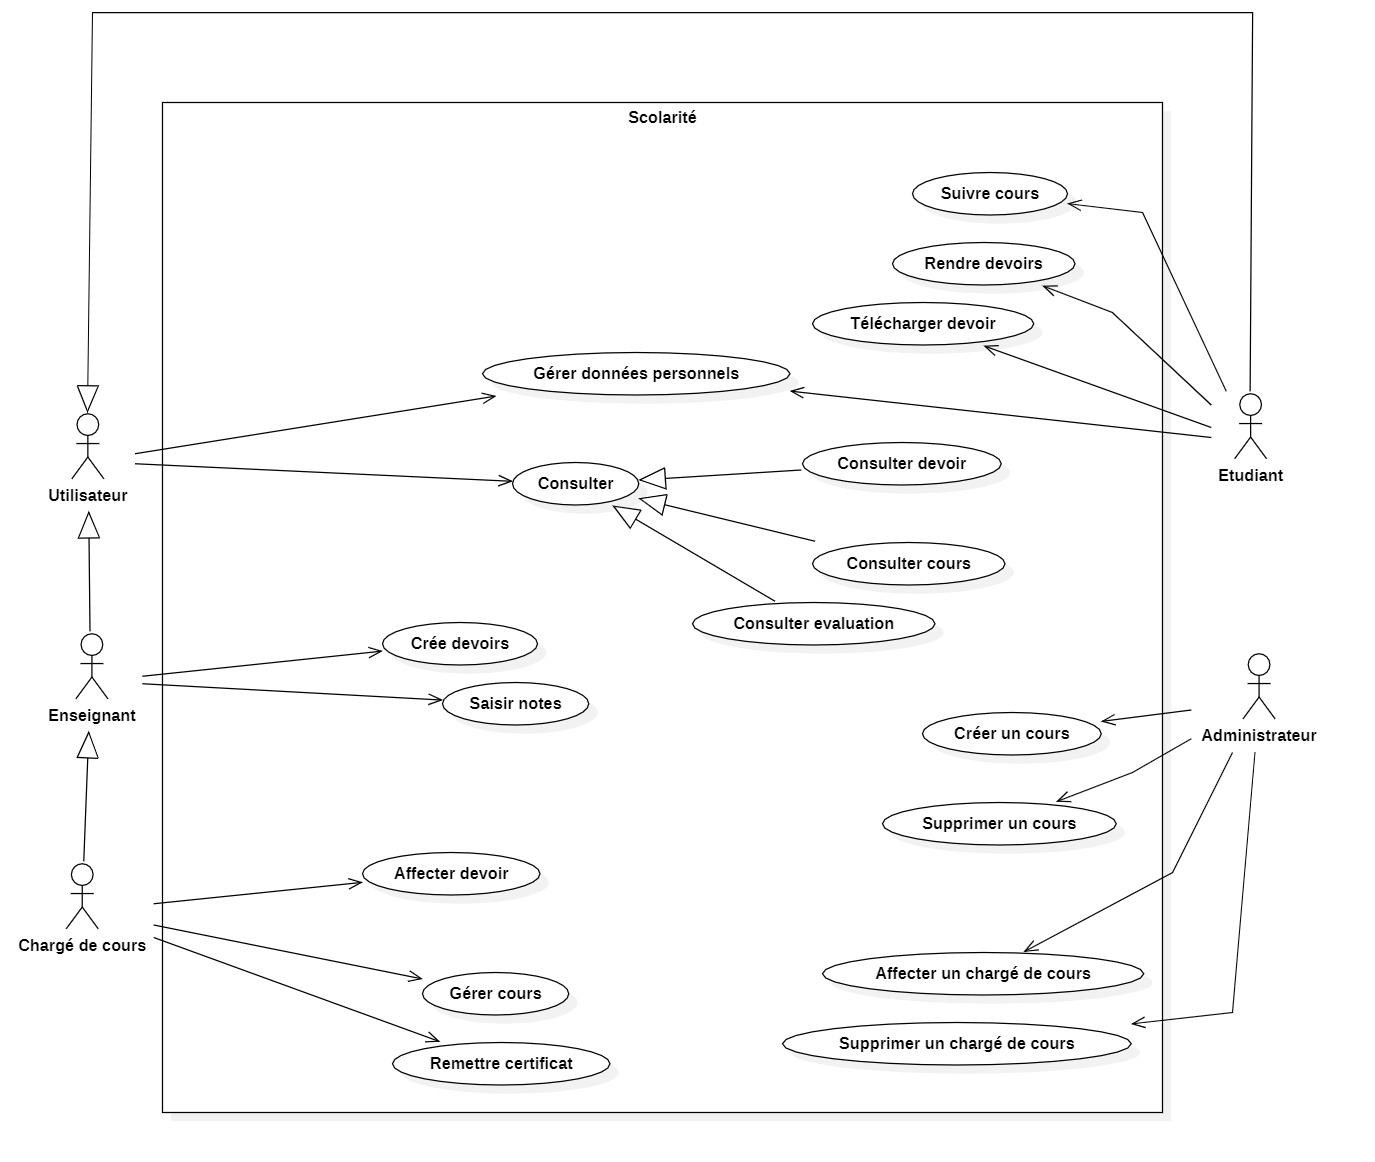 Scolarité
Suivre cours
Rendre devoirs
Télécharger devoir
Gérer données personnels
Consulter devoir
Consulter
Etudiant
Utilisateur
Consulter cours
Consulter evaluation
Crée devoirs
Saisir notes
Enseignant
Créer un cours
Administrateur
Supprimer un cours
Affecter devoir
Chargé de cours
Affecter un chargé de cours
Gérer cours
Supprimer un chargé de cours
Remettre certificat